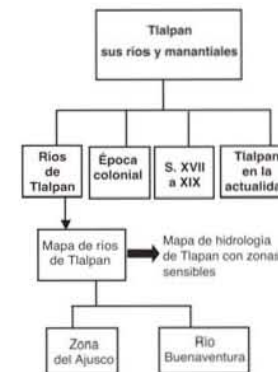 Tlalpan
sus ríos y manantiales
Ríos
de
Tlalpan
Época
colonial
S. XVII
a XIX
Tlalpan
en la
actualida
Mapa de ríos
de Tlalpan
Mapa de hidrología
de Tlapan con zonas
sensibles
Zona
del Ajusco
Río
Buenaventura